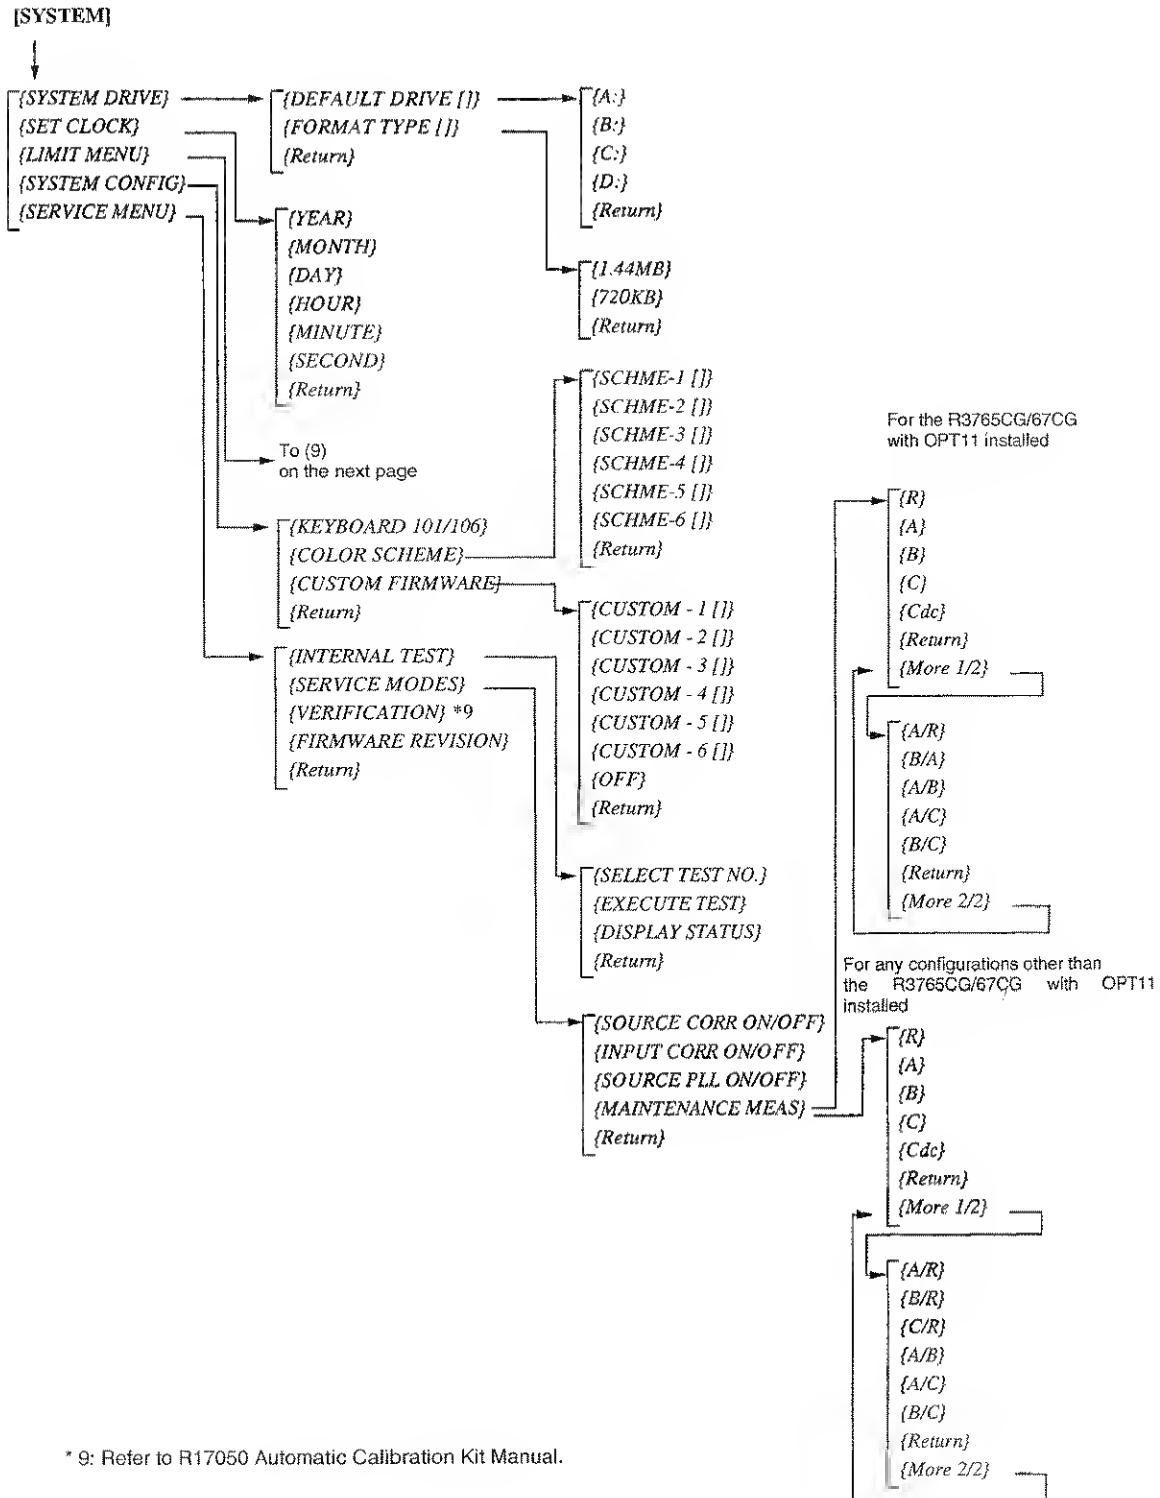 [SYSTEM]
{SYSTEM DRIVE}
{SET CLOCK}
{LIMIT MENU}
{SYSTEM CONFIG}
{SERVICE MENU}
{DEFAULT DRIVE []}
{FORMAT TYPE []}
{Return}
{A:}
{B:}
{C:}
{D:}
{Return}
{1.44MB}
{720KB}
{Return}
{YEAR}
{MONTH}
{DAY}
{HOUR}
{MINUTE}
{SECOND}
{Return}
To (9)
on the next page
{KEYBOARD 101/106}
{COLOR SCHEME}
{CUSTOM FIRMWARE}
{Return}
{SCHME-1 []}
{SCHME-2 []}
{SCHME-3 []}
{SCHME-4 []}
{SCHME-5 []}
{SCHME-6 []}
{Return}
{CUSTOM - 1 []}
{CUSTOM - 2 []}
{CUSTOM - 3 []}
{CUSTOM - 4 []}
{CUSTOM - 5 []}
{CUSTOM - 6 []}
{OFF}
{Return}
{INTERNAL TEST}
{SERVICE MODES}
{VERIFICATION} *9
{FIRMWARE REVISION}
{Return}
{SELECT TEST NO.}
{EXECUTE TEST}
{DISPLAY STATUS}
{Return}
{SOURCE CORR ON/OFF}
{INPUT CORR ON/OFF}
{SOURCE PLL ON/OFF}
{MAINTENANCE MEAS}
{Return}
For the R3765CG/67CG
with OPT11 installed
{R}
{A}
{B}
{C}
{Cdc}
{Return}
{More 1/2}
{A/R}
{B/A}
{A/B}
{A/C}
{B/C}
{Return}
{More 2/2}
For any configurations other than
the R3765CG/67CG with OPT11
installed
{R}
{A}
{B}
{C}
{Cdc}
{Return}
{More 1/2}
{A/R}
{B/R}
{C/R}
{A/B}
{A/C}
{B/C}
{Return}
{More 2/2}
* 9: Refer to R17050 Automatic Calibration Kit Manual.